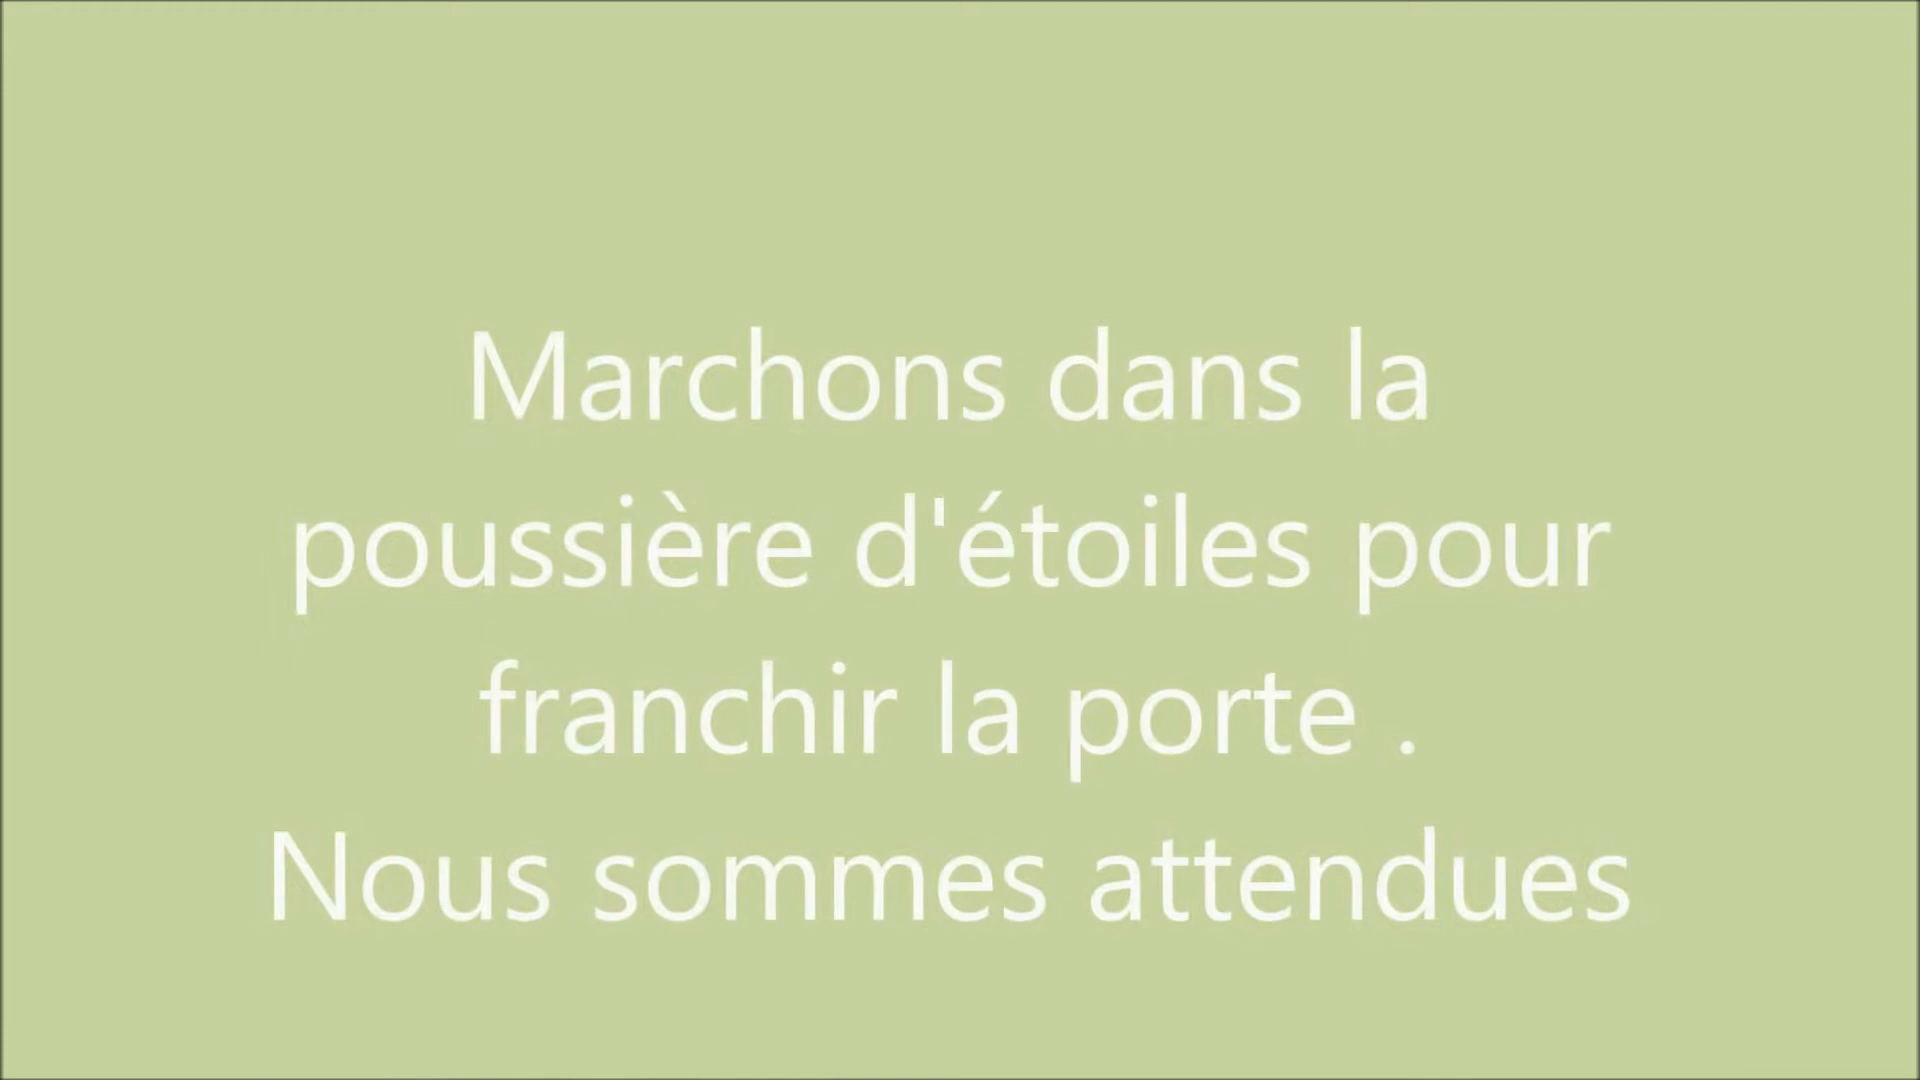 Marchons dans la
poussière d'étoiles pour
franchir la porte .
Nous sommes attendues